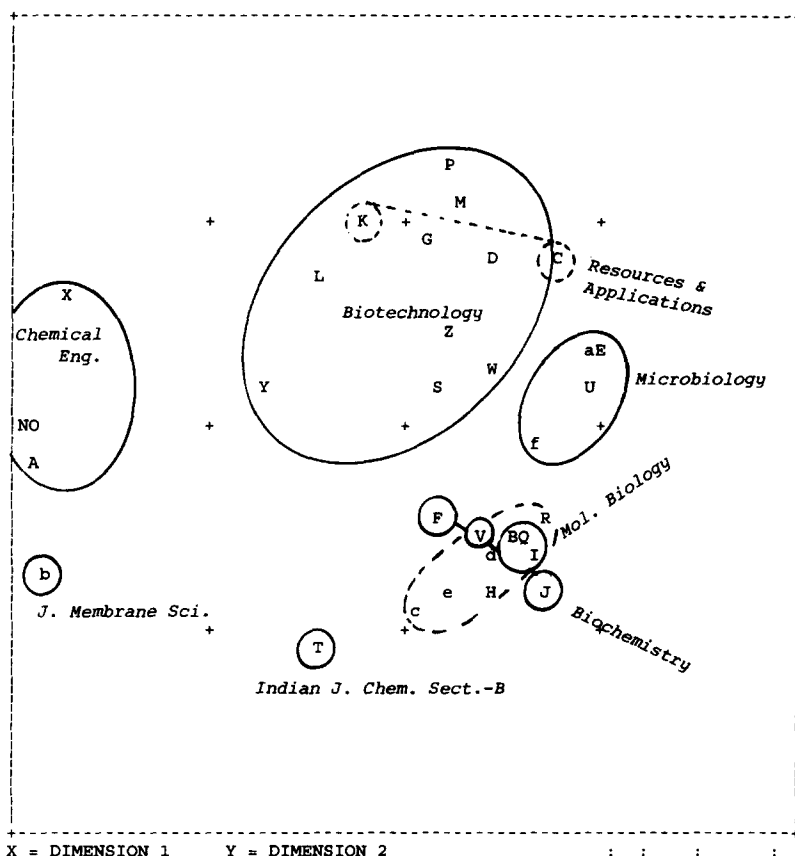 P
M
K
G
D
C
Resources &
Applications
L
X
Biotechnology
Chemical
Eng.
Z
aE
W
Microbiology
Y
S
U
NO
f
A
Mol. Biology
F
R
V
BQ
d
I
b
e
H
J
c
Biochemistry
J. Membrane Sci.
T
Indian J. Chem. Sect.-B
X = DIMENSION 1 Y = DIMENSION 2